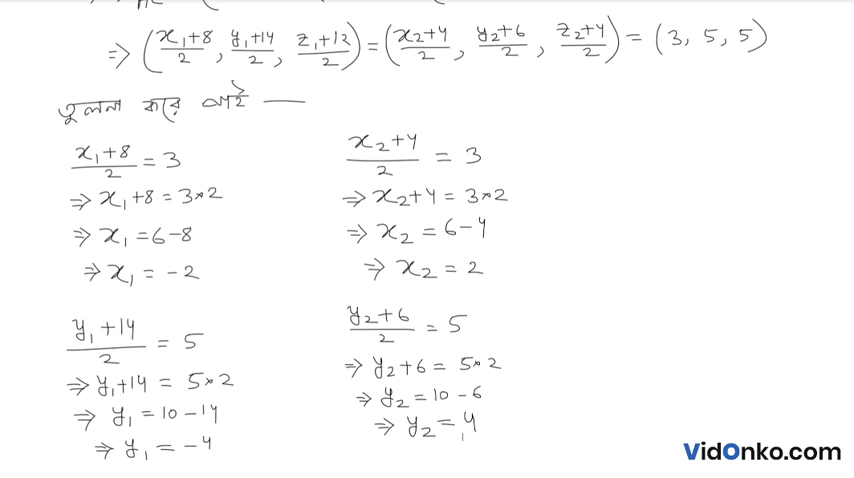 ⇒ (x₁+8/2, y₁+14/2, z₁+12/2) = (x₂+4/2, y₂+6/2, z₂+4/2) = (3, 5, 5)
তুলনা করে পাই —
x₁+8/2 = 3
⇒ x₁+8 = 3×2
⇒ x₁ = 6-8
⇒ x₁ = -2
x₂+4/2 = 3
⇒ x₂+4 = 3×2
⇒ x₂ = 6-4
⇒ x₂ = 2
y₁+14/2 = 5
⇒ y₁+14 = 5×2
⇒ y₁ = 10-14
⇒ y₁ = -4
y₂+6/2 = 5
⇒ y₂+6 = 5×2
⇒ y₂ = 10-6
⇒ y₂ = 4
VidOnko.com